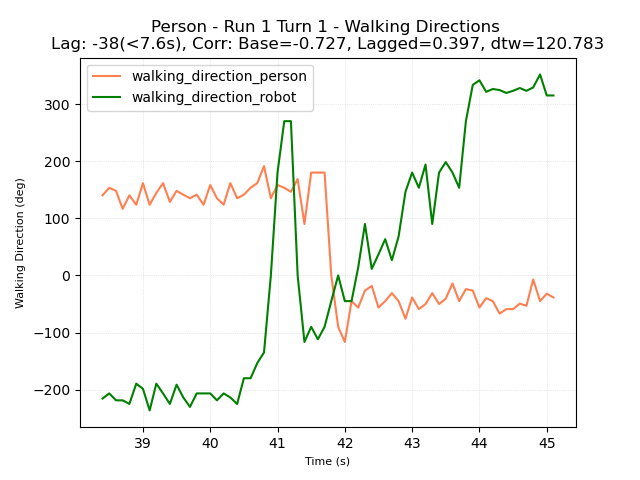 Person - Run 1 Turn 1 - Walking Directions
Lag: -38(<7.6s), Corr: Base=-0.727, Lagged=0.397, dtw=120.783
walking_direction_person
walking_direction_robot
Walking Direction (deg)
300
200
100
0
−100
−200
39 40 41 42 43 44 45
Time (s)